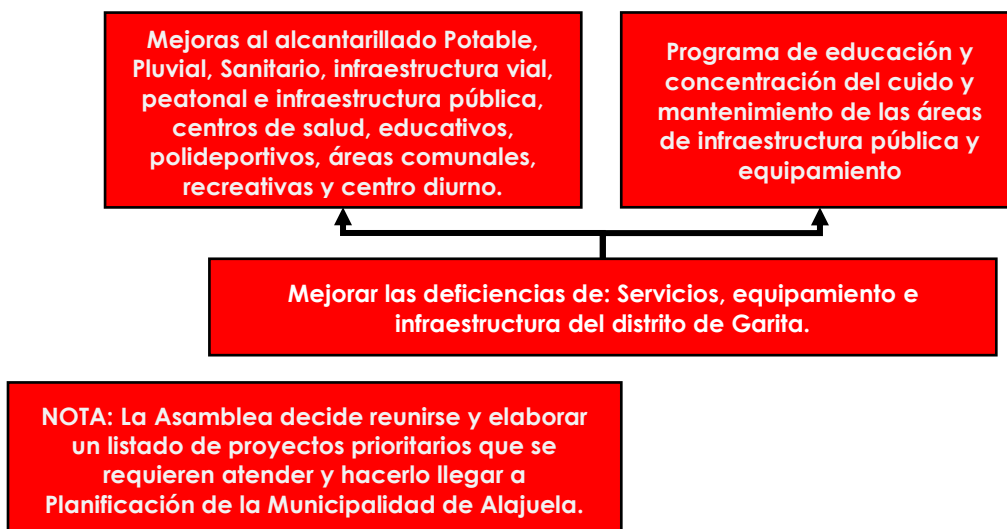 Mejoras al alcantarillado Potable,
Pluvial, Sanitario, infraestructura vial,
peatonal e infraestructura pública,
centros de salud, educativos,
polideportivos, áreas comunales,
recreativas y centro diurno.
Programa de educación y
concentración del cuido y
mantenimiento de las áreas
de infraestructura pública y
equipamiento
Mejorar las deficiencias de: Servicios, equipamiento e
infraestructura del distrito de Garita.
NOTA: La Asamblea decide reunirse y elaborar
un listado de proyectos prioritarios que se
requieren atender y hacerlo llegar a
Planificación de la Municipalidad de Alajuela.